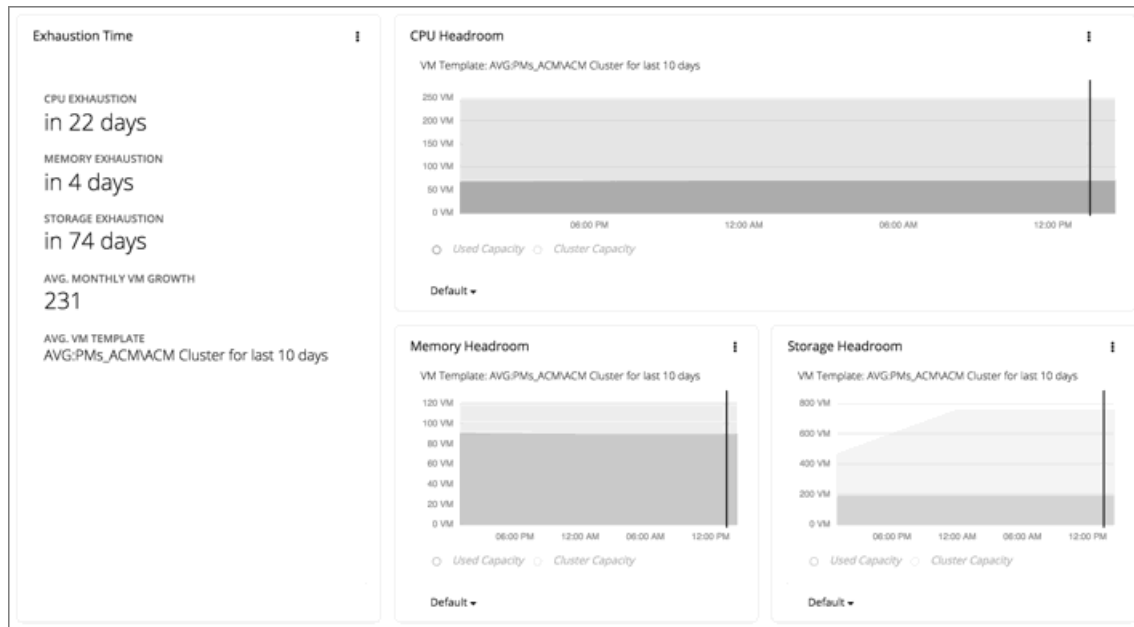 Exhaustion Time
CPU EXHAUSTION
in 22 days
MEMORY EXHAUSTION
in 4 days
STORAGE EXHAUSTION
in 74 days
AVG. MONTHLY VM GROWTH
231
AVG. VM TEMPLATE
AVG:PMs_ACM\ACM Cluster for last 10 days
CPU Headroom
VM Template: AVG:PMs_ACM\ACM Cluster for last 10 days
250 VM
200 VM
150 VM
100 VM
50 VM
0 VM
06:00 PM 12:00 AM 06:00 AM 12:00 PM
Used Capacity Cluster Capacity
Default
Memory Headroom
VM Template: AVG:PMs_ACM\ACM Cluster for last 10 days
120 VM
100 VM
80 VM
60 VM
40 VM
20 VM
0 VM
06:00 PM 12:00 AM 06:00 AM 12:00 PM
Used Capacity Cluster Capacity
Default
Storage Headroom
VM Template: AVG:PMs_ACM\ACM Cluster for last 10 days
800 VM
600 VM
400 VM
200 VM
0 VM
06:00 PM 12:00 AM 06:00 AM 12:00 PM
Used Capacity Cluster Capacity
Default